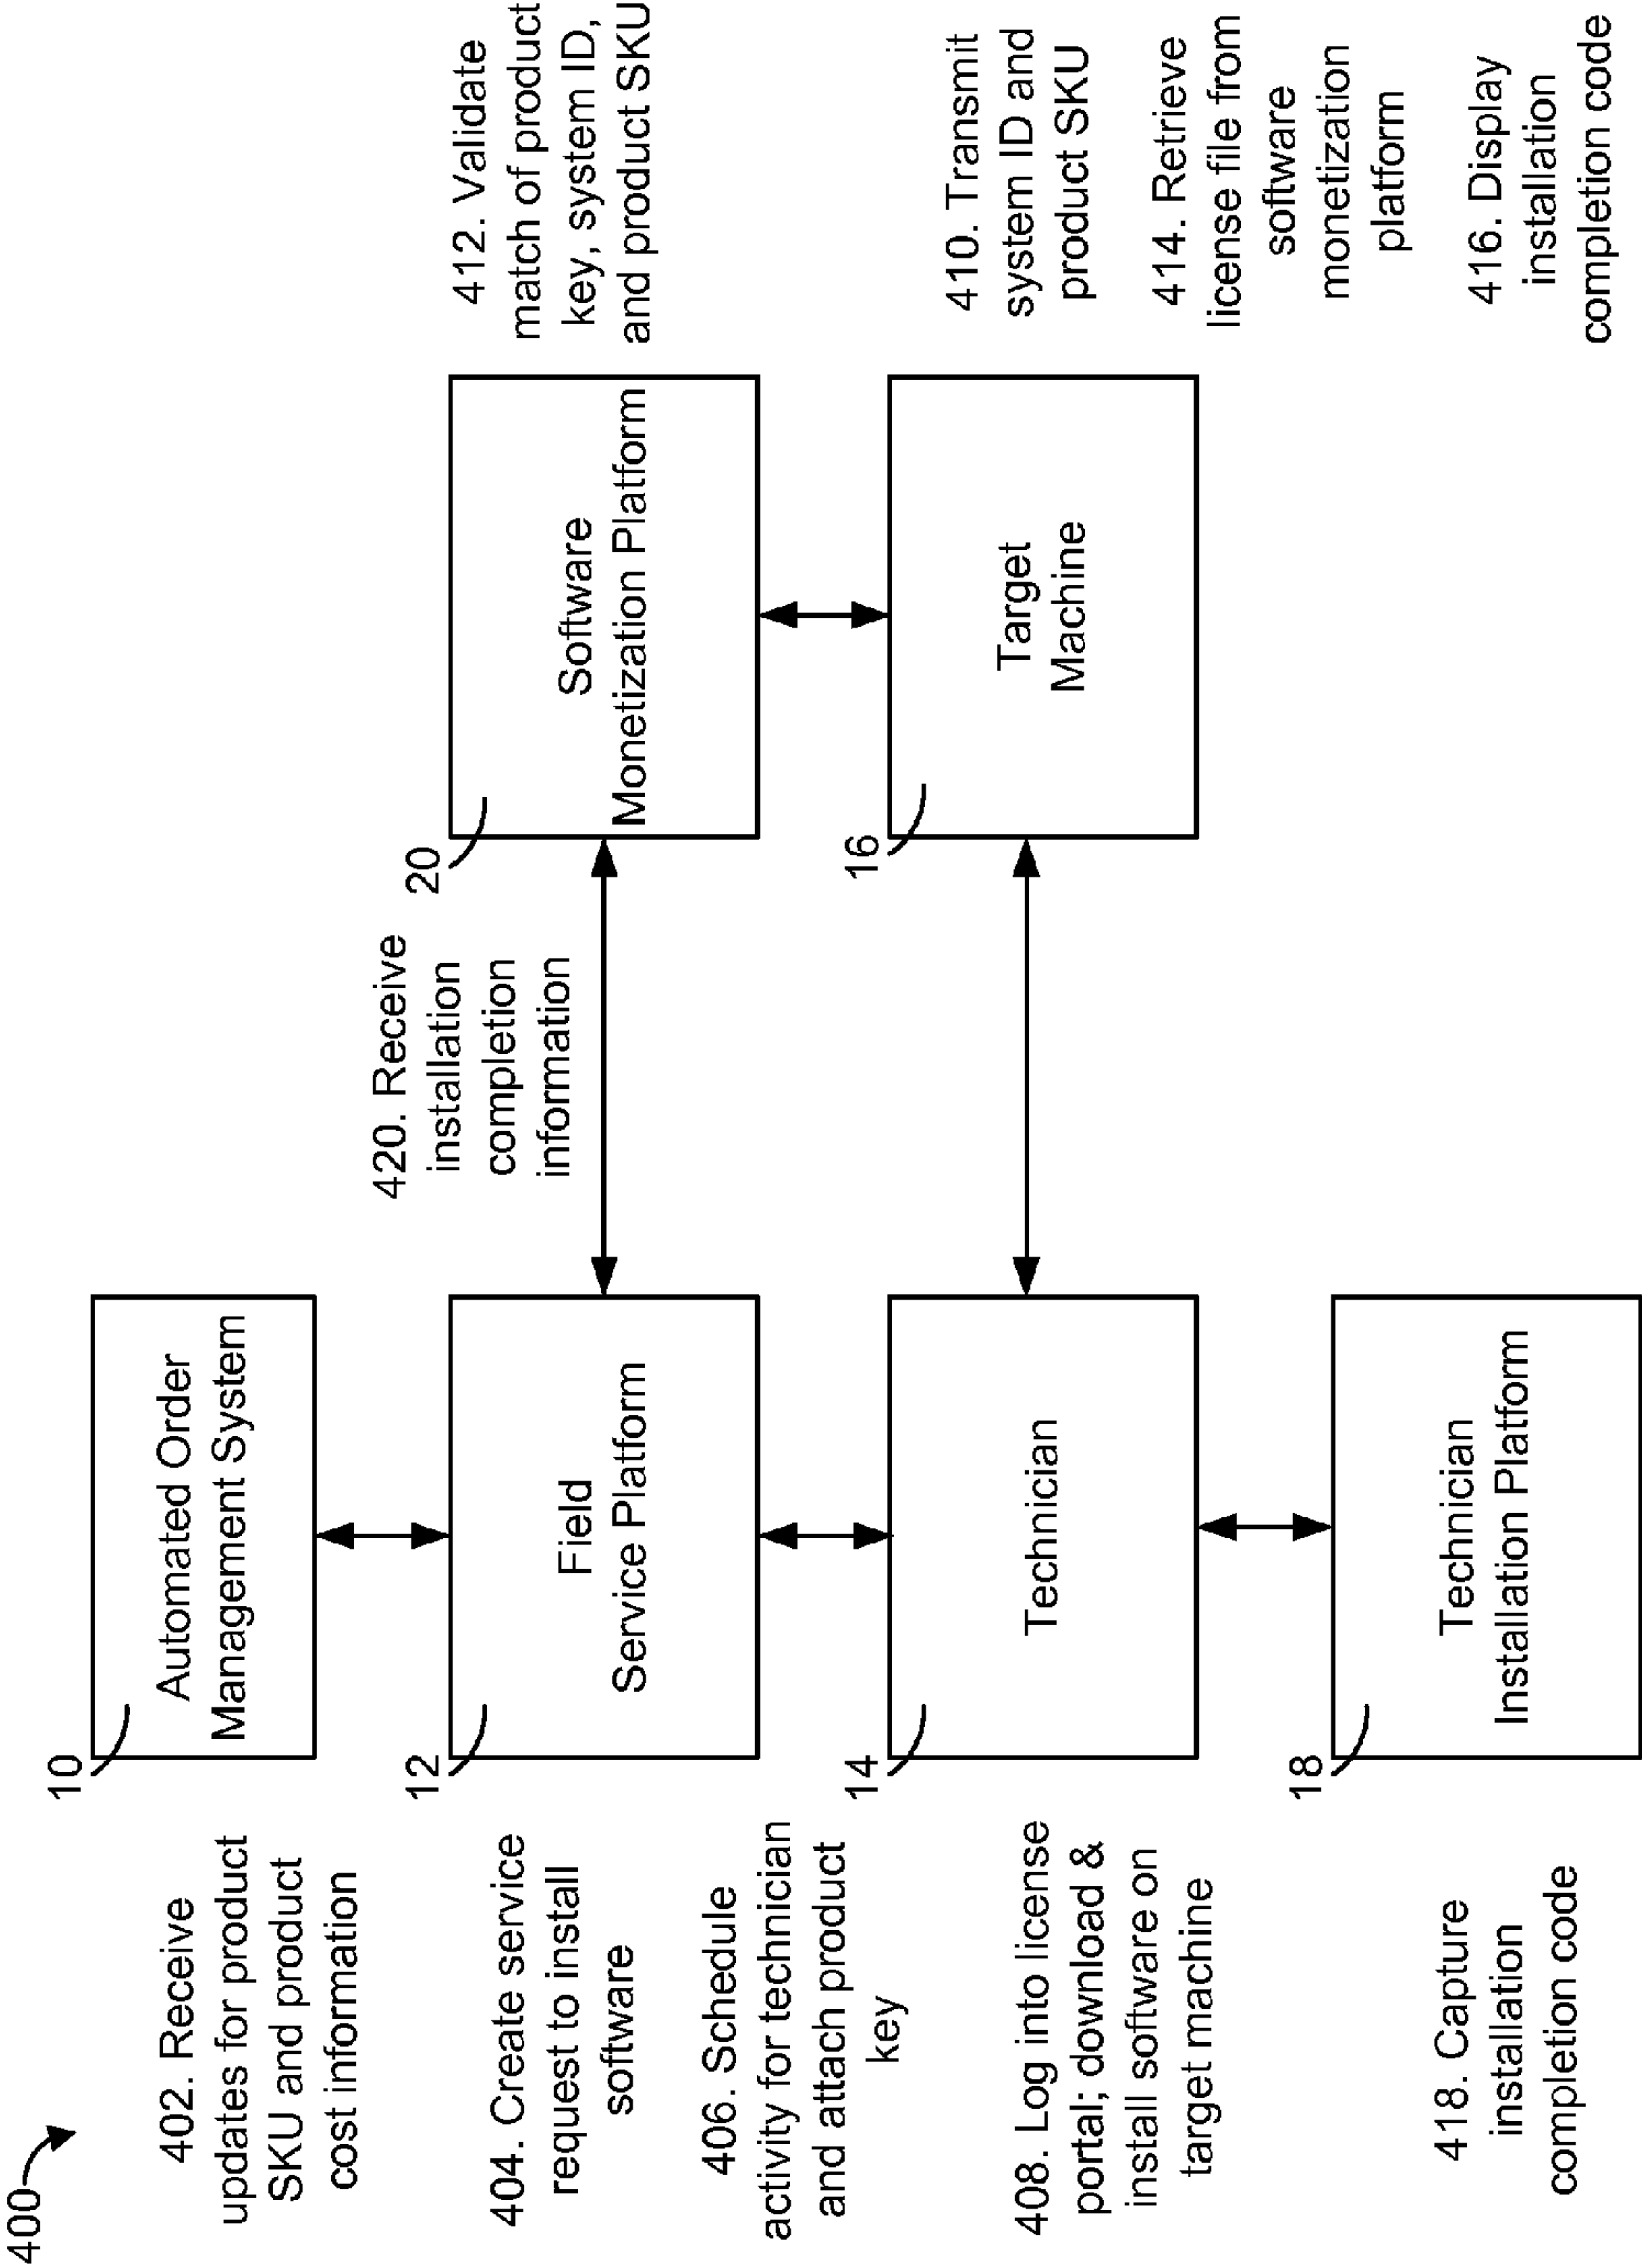 400
402. Receive
updates for product
SKU and product
cost information
10
Automated Order
Management System
404. Create service
request to install
software
12
Field
Service Platform
406. Schedule
activity for technician
and attach product
key
420. Receive
installation
completion
information
20
Software
Monetization Platform
412. Validate
match of product
key, system ID,
and product SKU
408. Log into license
portal; download &
install software on
target machine
14
Technician
16
Target
Machine
410. Transmit
system ID and
product SKU
414. Retrieve
license file from
software
monetization
platform
416. Display
installation
completion code
418. Capture
installation
completion code
18
Technician
Installation Platform